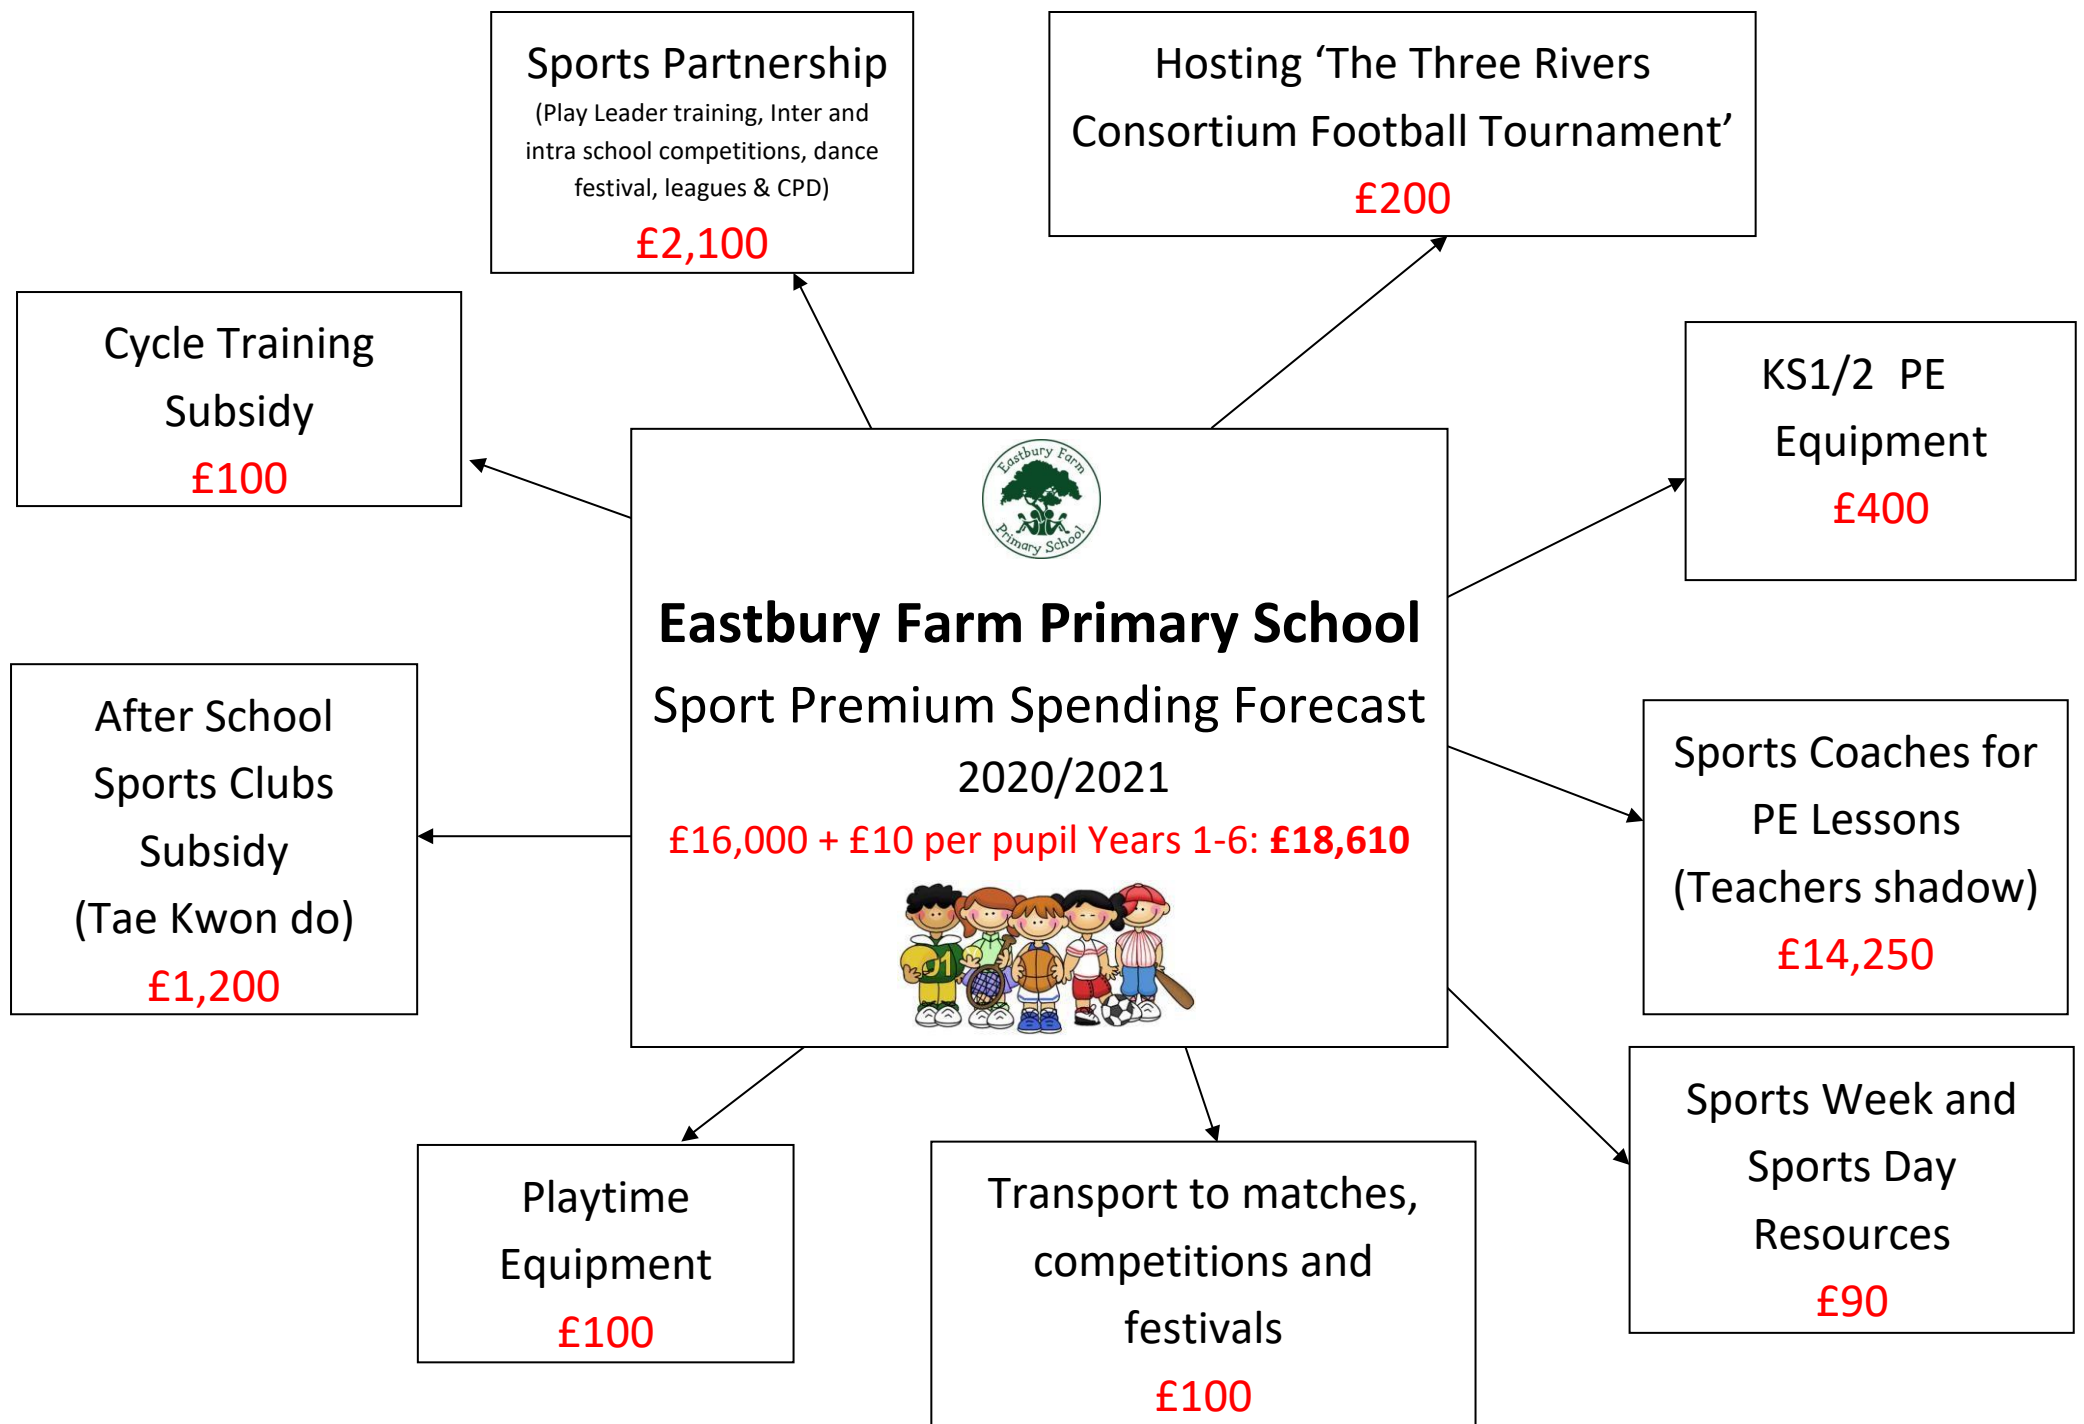 Sports Partnership
(Play Leader training, Inter and
intra school competitions, dance
festival, leagues & CPD)
£2,100
Hosting ‘The Three Rivers
Consortium Football Tournament’
£200
Cycle Training
Subsidy
£100
KS1/2 PE
Equipment
£400
Eastbury Farm
Primary School
Eastbury Farm Primary School
Sport Premium Spending Forecast
2020/2021
£16,000 + £10 per pupil Years 1-6: £18,610
01
After School
Sports Clubs
Subsidy
(Tae Kwon do)
£1,200
Sports Coaches for
PE Lessons
(Teachers shadow)
£14,250
Playtime
Equipment
£100
Transport to matches,
competitions and
festivals
£100
Sports Week and
Sports Day
Resources
£90